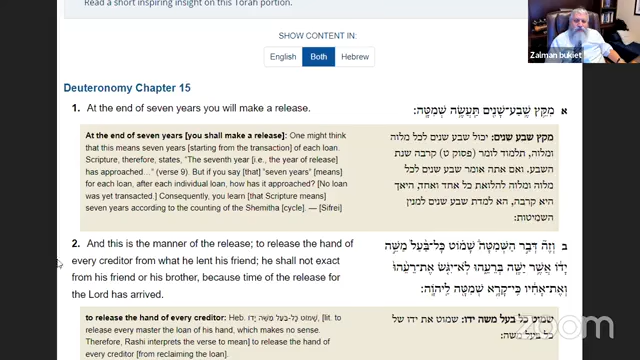 Read a short inspiring insight on this Torah portion.
SHOW CONTENT IN:
English Both Hebrew
Zalman bukiet
Deuteronomy Chapter 15
1. At the end of seven years you will make a release.
א מִקֵּ֥ץ שֶֽׁבַע־שָׁנִ֖ים תַּֽעֲשֶׂ֥ה שְׁמִטָּֽה:
At the end of seven years [you shall make a release]: One might think
that this means seven years [starting from the transaction] of each loan.
Scripture, therefore, states, “The seventh year [i.e., the year of release]
has approached...” (verse 9). But if you say [that] “seven years” [means]
for each loan, after each individual loan, how has it approached? [No loan
was yet transacted.] Consequently, you learn [that Scripture means]
seven years according to the counting of the Shemitha [cycle]. — [Sifrei]
מקץ שבע שנים: יכול שבע שנים לכל מלוה
ומלוה, תלמוד לומר (פסוק ט) קרבה שנת
השבע. ואם אתה אומר שבע שנים לכל
מלוה ומלוה להלואת כל אחד ואחד, היאך
היא קרבה, הא למדת שבע שנים למנין
השמיטות:
2. And this is the manner of the release; to release the hand of
every creditor from what he lent his friend; he shall not exact
from his friend or his brother, because time of the release for
the Lord has arrived.
ב וְזֶה֘ דְּבַ֣ר הַשְּׁמִטָּה֒ שָׁמ֗וֹט כָּל־בַּ֨עַל֙ מַשֵּׁ֣ה
יָד֔וֹ אֲשֶׁ֥ר יַשֶּׁ֖ה בְּרֵעֵ֑הוּ לֹֽא־יִגּ֤שׂ אֶת־רֵעֵ֨הוּ֙
וְאֶת־אָחִ֔יו כִּֽי־קָרָ֥א שְׁמִטָּ֖ה לַֽיהֹוָֽה:
to release the hand of every creditor: Heb. שָׁמוֹט כָּל-בַּעַל מַשֵּׁה יָדוֹ, [lit. to
release every master the loan of his hand, which makes no sense.
Therefore, Rashi interprets the verse to mean] to release the hand of
every creditor [from reclaiming the loan].
שמוט כל בעל משה ידו: שמוט את ידו של
כל בעל משה:
zoom